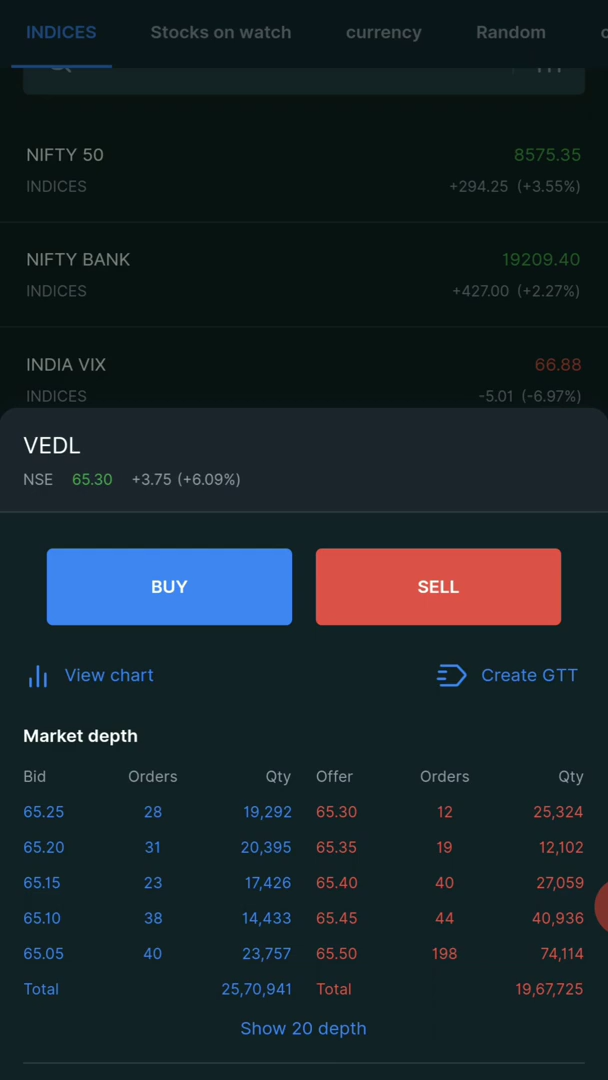 INDICES Stocks on watch currency Random
NIFTY 50 8575.35
INDICES +294.25 (+3.55%)
NIFTY BANK 19209.40
INDICES +427.00 (+2.27%)
INDIA VIX 66.88
INDICES -5.01 (-6.97%)
VEDL
NSE 65.30 +3.75 (+6.09%)
BUY SELL
View chart Create GTT
Market depth
Bid Orders Qty Offer Orders Qty
65.25 28 19,292 65.30 12 25,324
65.20 31 20,395 65.35 19 12,102
65.15 23 17,426 65.40 40 27,059
65.10 38 14,433 65.45 44 40,936
65.05 40 23,757 65.50 198 74,114
Total 25,70,941 Total 19,67,725
Show 20 depth